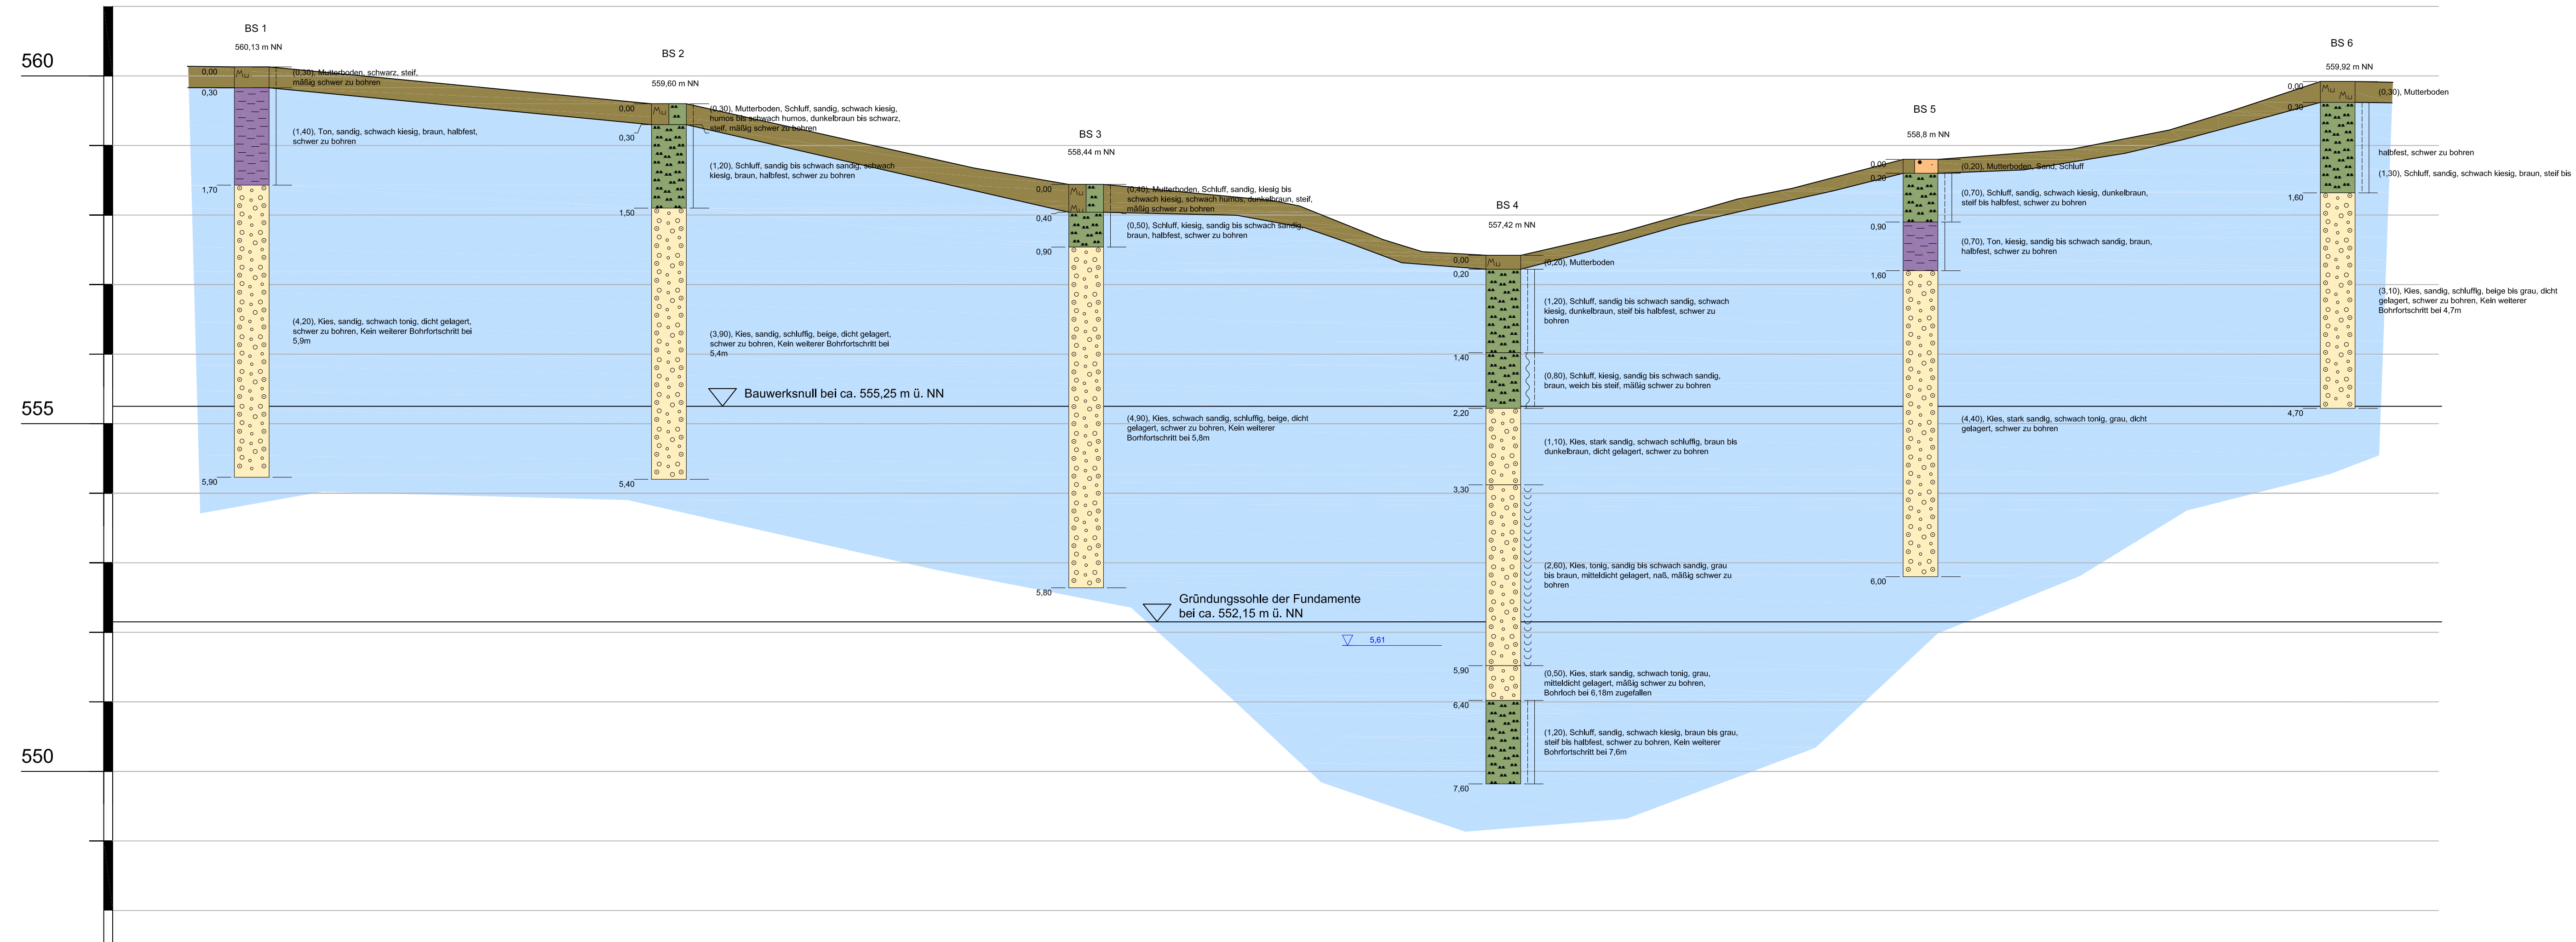 560
555
550
BS 1
560,13 m NN
0,00
Mu
(0,30), Mutterboden, schwarz, steif,
mäßig schwer zu bohren
0,30
(1,40), Ton, sandig, schwach kiesig, braun, halbfest,
schwer zu bohren
1,70
(4,20), Kies, sandig, schwach tonig, dicht gelagert,
schwer zu bohren, Kein weiterer Bohrfortschritt bei
5,9m
5,90
BS 2
559,60 m NN
0,00
Mu
(0,30), Mutterboden, Schluff, sandig, schwach kiesig,
humos bis schwach humos, dunkelbraun bis schwarz,
steif, mäßig schwer zu bohren
0,30
(1,20), Schluff, sandig bis schwach sandig, schwach
kiesig, braun, halbfest, schwer zu bohren
1,50
(3,90), Kies, sandig, schluffig, beige, dicht gelagert,
schwer zu bohren, Kein weiterer Bohrfortschritt bei
5,4m
5,40
Bauwerksnull bei ca. 555,25 m ü. NN
BS 3
558,44 m NN
0,00
Mu
Mu
(0,40), Mutterboden, Schluff, sandig, kiesig bis
schwach kiesig, schwach humos, dunkelbraun, steif,
mäßig schwer zu bohren
0,40
(0,50), Schluff, kiesig, sandig bis schwach sandig,
braun, halbfest, schwer zu bohren
0,90
(4,90), Kies, schwach sandig, schluffig, beige, dicht
gelagert, schwer zu bohren, Kein weiterer
Borhfortschritt bei 5,8m
5,80
Gründungssohle der Fundamente
bei ca. 552,15 m ü. NN
5,61
BS 4
557,42 m NN
0,00
Mu
(0,20), Mutterboden
0,20
(1,20), Schluff, sandig bis schwach sandig, schwach
kiesig, dunkelbraun, steif bis halbfest, schwer zu
bohren
1,40
(0,80), Schluff, kiesig, sandig bis schwach sandig,
braun, weich bis steif, mäßig schwer zu bohren
2,20
(1,10), Kies, stark sandig, schwach schluffig, braun bis
dunkelbraun, dicht gelagert, schwer zu bohren
3,30
(2,60), Kies, tonig, sandig bis schwach sandig, grau
bis braun, mitteldicht gelagert, naß, mäßig schwer zu
bohren
5,90
(0,50), Kies, stark sandig, schwach tonig, grau,
mitteldicht gelagert, mäßig schwer zu bohren,
Bohrloch bei 6,18m zugefallen
6,40
(1,20), Schluff, sandig, schwach kiesig, braun bis grau,
steif bis halbfest, schwer zu bohren, Kein weiterer
Bohrfortschritt bei 7,6m
7,60
BS 5
558,8 m NN
0,00
(0,20), Mutterboden, Sand, Schluff
0,20
(0,70), Schluff, sandig, schwach kiesig, dunkelbraun,
steif bis halbfest, schwer zu bohren
0,90
(0,70), Ton, kiesig, sandig bis schwach sandig, braun,
halbfest, schwer zu bohren
1,60
(4,40), Kies, stark sandig, schwach tonig, grau, dicht
gelagert, schwer zu bohren
6,00
BS 6
559,92 m NN
0,00
Mu
Mu
(0,30), Mutterboden
0,30
halbfest, schwer zu bohren
(1,30), Schluff, sandig, schwach kiesig, braun, steif bis
1,60
(3,10), Kies, sandig, schluffig, beige bis grau, dicht
gelagert, schwer zu bohren, Kein weiterer
Bohrfortschritt bei 4,7m
4,70